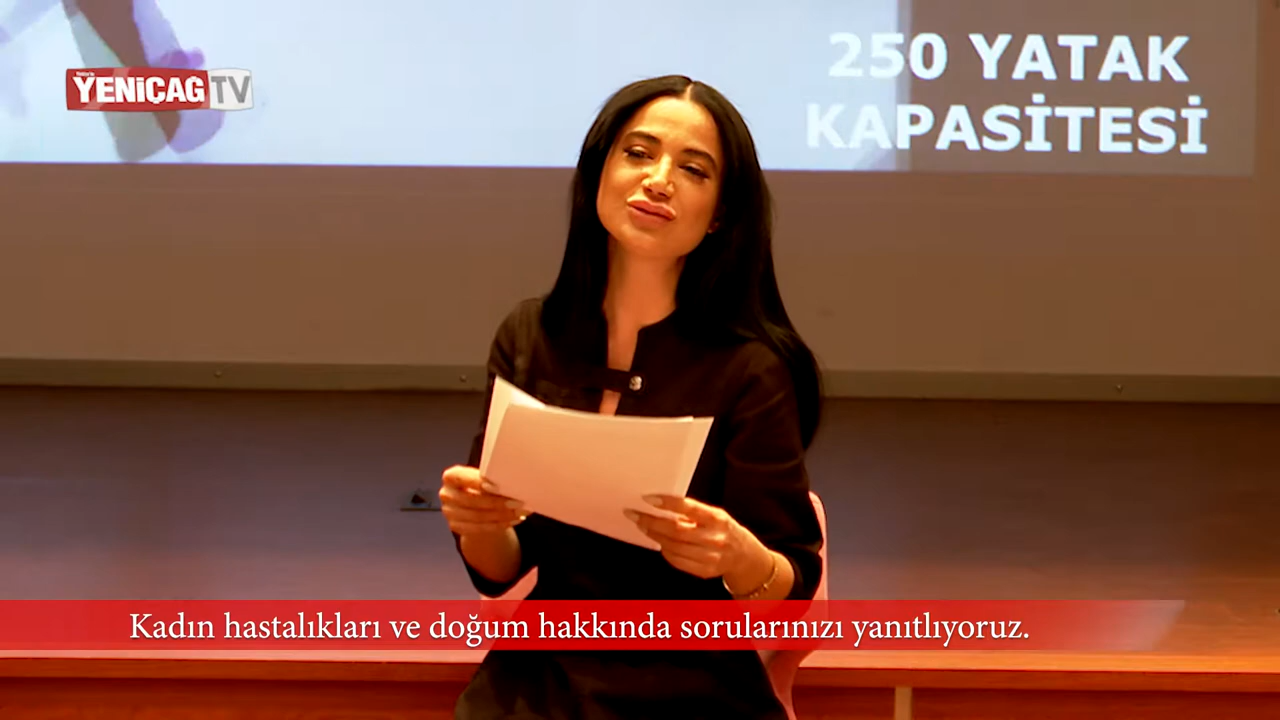 YENİÇAĞ TV
250 YATAK
KAPASİTESİ
Kadın hastalıkları ve doğum hakkında sorularınızı yanıtlıyoruz.